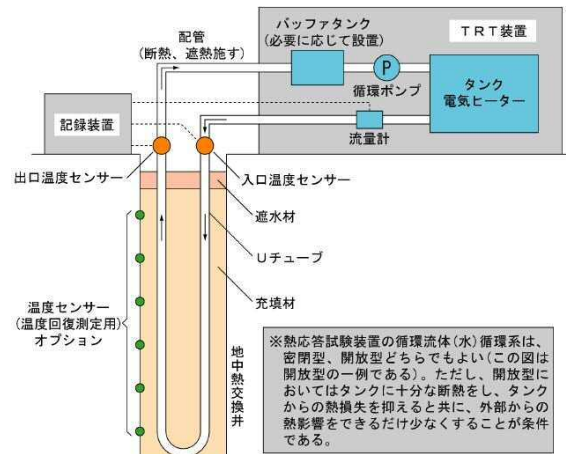 配管
(断熱、遮熱施す)
バッファタンク
(必要に応じて設置)
TRT装置
P
循環ポンプ
タンク
電気ヒーター
記録装置
流量計
出口温度センサー
入口温度センサー
遮水材
Uチューブ
充填材
温度センサー
(温度回復測定用)
オプション
地中熱交換井
※熱応答試験装置の循環流体(水)循環系は、
密閉型、開放型どちらでもよい(この図は
開放型の一例である)。ただし、開放型に
おいてはタンクに十分な断熱をし、タンク
からの熱損失を抑えると共に、外部からの
熱影響をできるだけ少なくすることが条件
である。